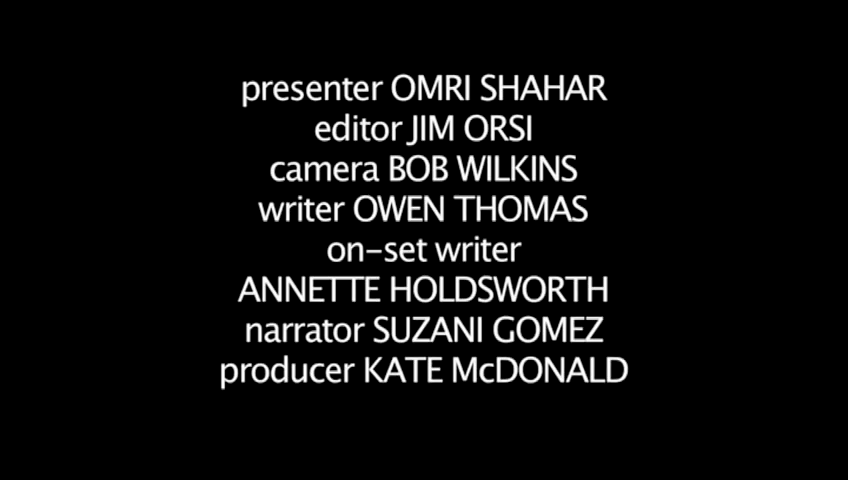 presenter OMRI SHAHAR
editor JIM ORSI
camera BOB WILKINS
writer OWEN THOMAS
on-set writer
ANNETTE HOLDSWORTH
narrator SUZANI GOMEZ
producer KATE McDONALD